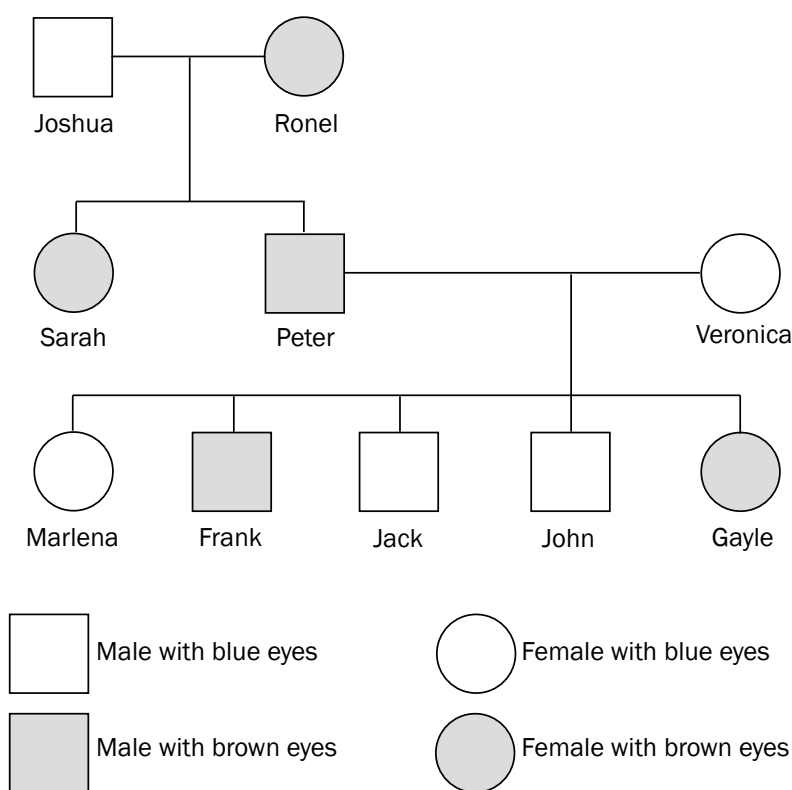 Joshua
Ronel
Sarah
Peter
Veronica
Marlena
Frank
Jack
John
Gayle
Male with blue eyes
Female with blue eyes
Male with brown eyes
Female with brown eyes